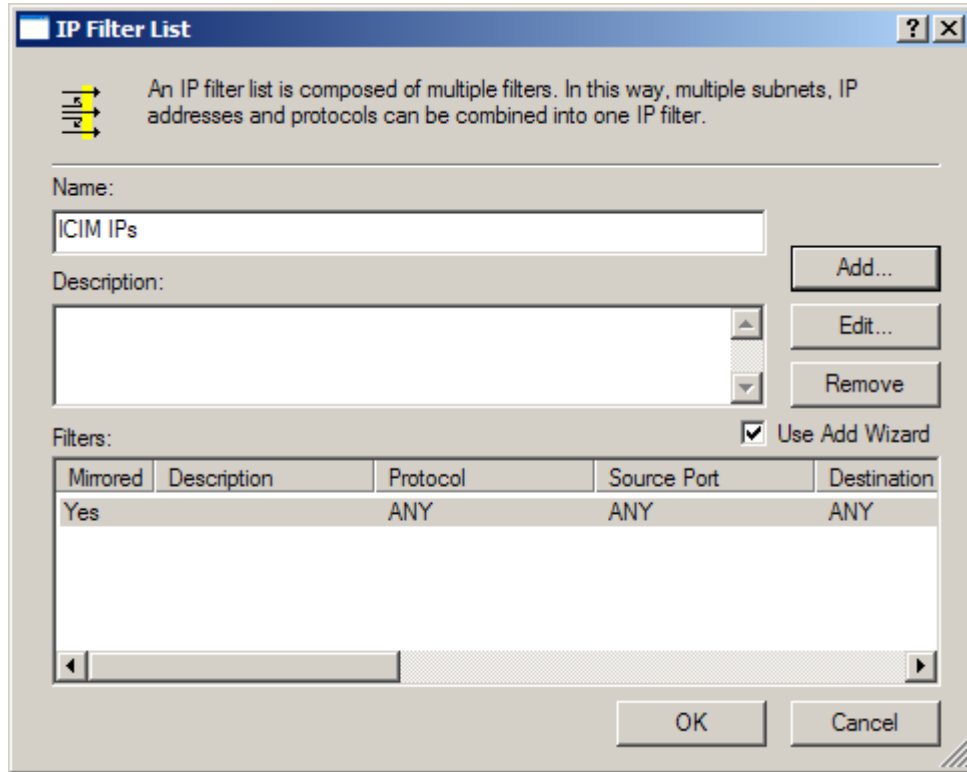 IP Filter List
An IP filter list is composed of multiple filters. In this way, multiple subnets, IP
addresses and protocols can be combined into one IP filter.
Name:
ICIM IPs
Add...
Description:
Edit...
Remove
Filters:
Use Add Wizard
Mirrored Description Protocol Source Port Destination
Yes ANY ANY ANY
OK Cancel